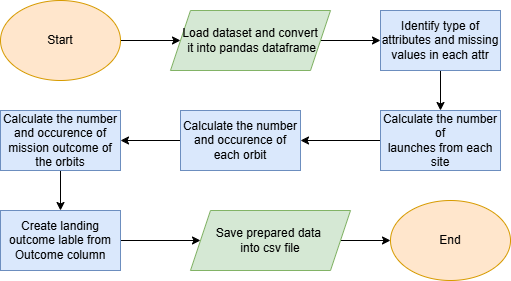 Start
Load dataset and convert
it into pandas dataframe
Identify type of
attributes and missing
values in each attr
Calculate the number
of
launches from each
site
Calculate the number
and occurence of
each orbit
Calculate the number
and occurence of
mission outcome of
the orbits
Create landing
outcome lable from
Outcome column
Save prepared data
into csv file
End